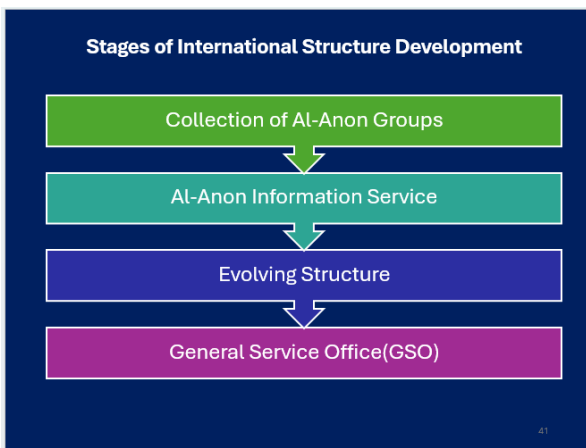 Stages of International Structure Development
Collection of Al-Anon Groups
Al-Anon Information Service
Evolving Structure
General Service Office(GSO)
41